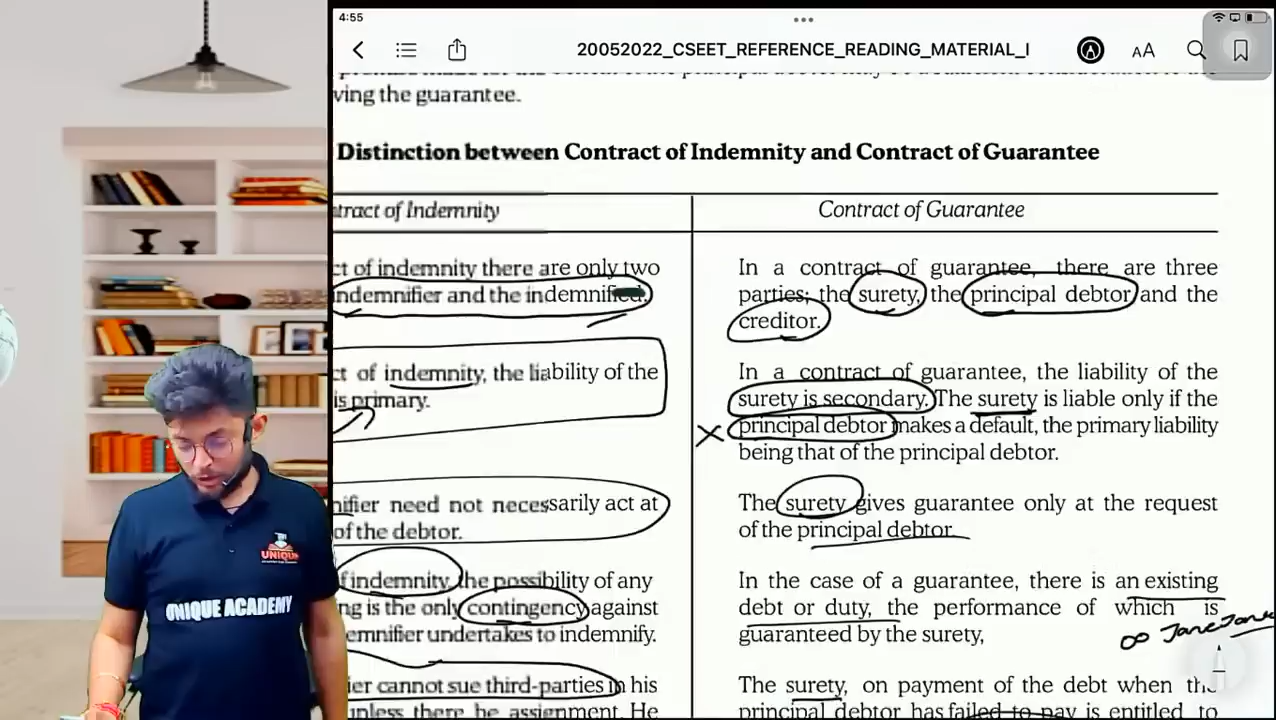 4:55
20052022_CSEET_REFERENCE_READING_MATERIAL_I
AA
ving the guarantee.
Distinction between Contract of Indemnity and Contract of Guarantee
tract of Indemnity
Contract of Guarantee
ct of indemnity there are only two
indemnifier and the indemnified.
In a contract of guarantee, there are three
parties; the surety, the principal debtor and the
creditor.
ct of indemnity, the liability of the
is primary.
In a contract of guarantee, the liability of the
surety is secondary. The surety is liable only if the
principal debtor makes a default, the primary liability
being that of the principal debtor.
nifier need not necessarily act at
of the debtor.
The surety gives guarantee only at the request
of the principal debtor.
f indemnity, the possibility of any
ng is the only contingency against
emnifier undertakes to indemnify.
In the case of a guarantee, there is an existing
debt or duty, the performance of which is
guaranteed by the surety,
ier cannot sue third-parties in his
unless there be assignment. He
The surety, on payment of the debt when the
principal debtor has failed to pay is entitled, to
UNIQUE
UNIQUE ACADEMY